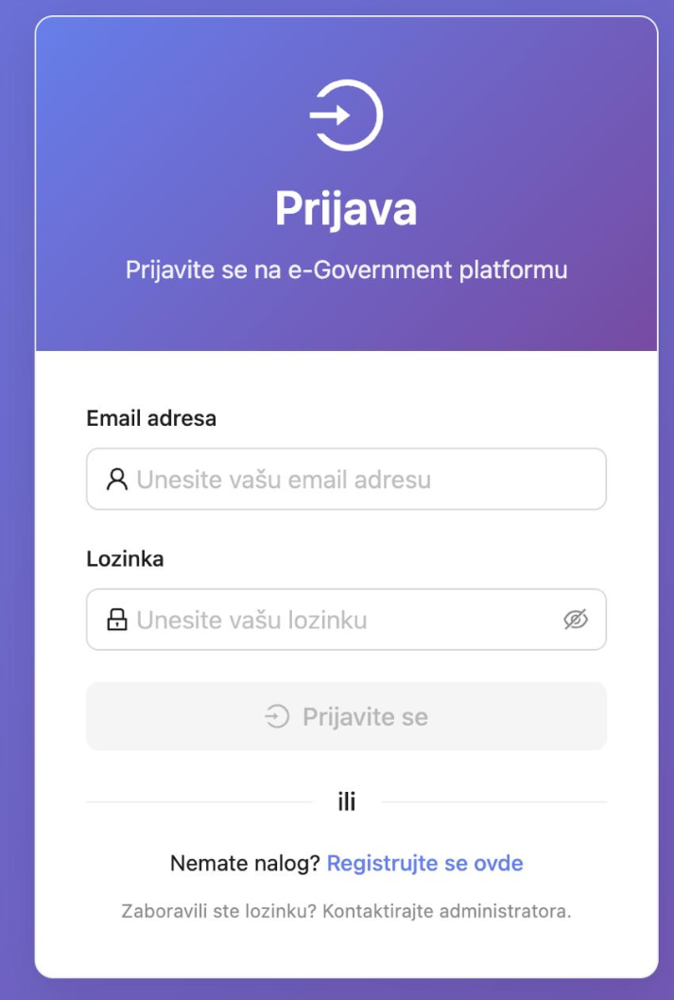 Prijava
Prijavite se na e-Government platformu
Email adresa
Unesite vašu email adresu
Lozinka
Unesite vašu lozinku
Prijavite se
ili
Nemate nalog? Registrujte se ovde
Zaboravili ste lozinku? Kontaktirajte administratora.